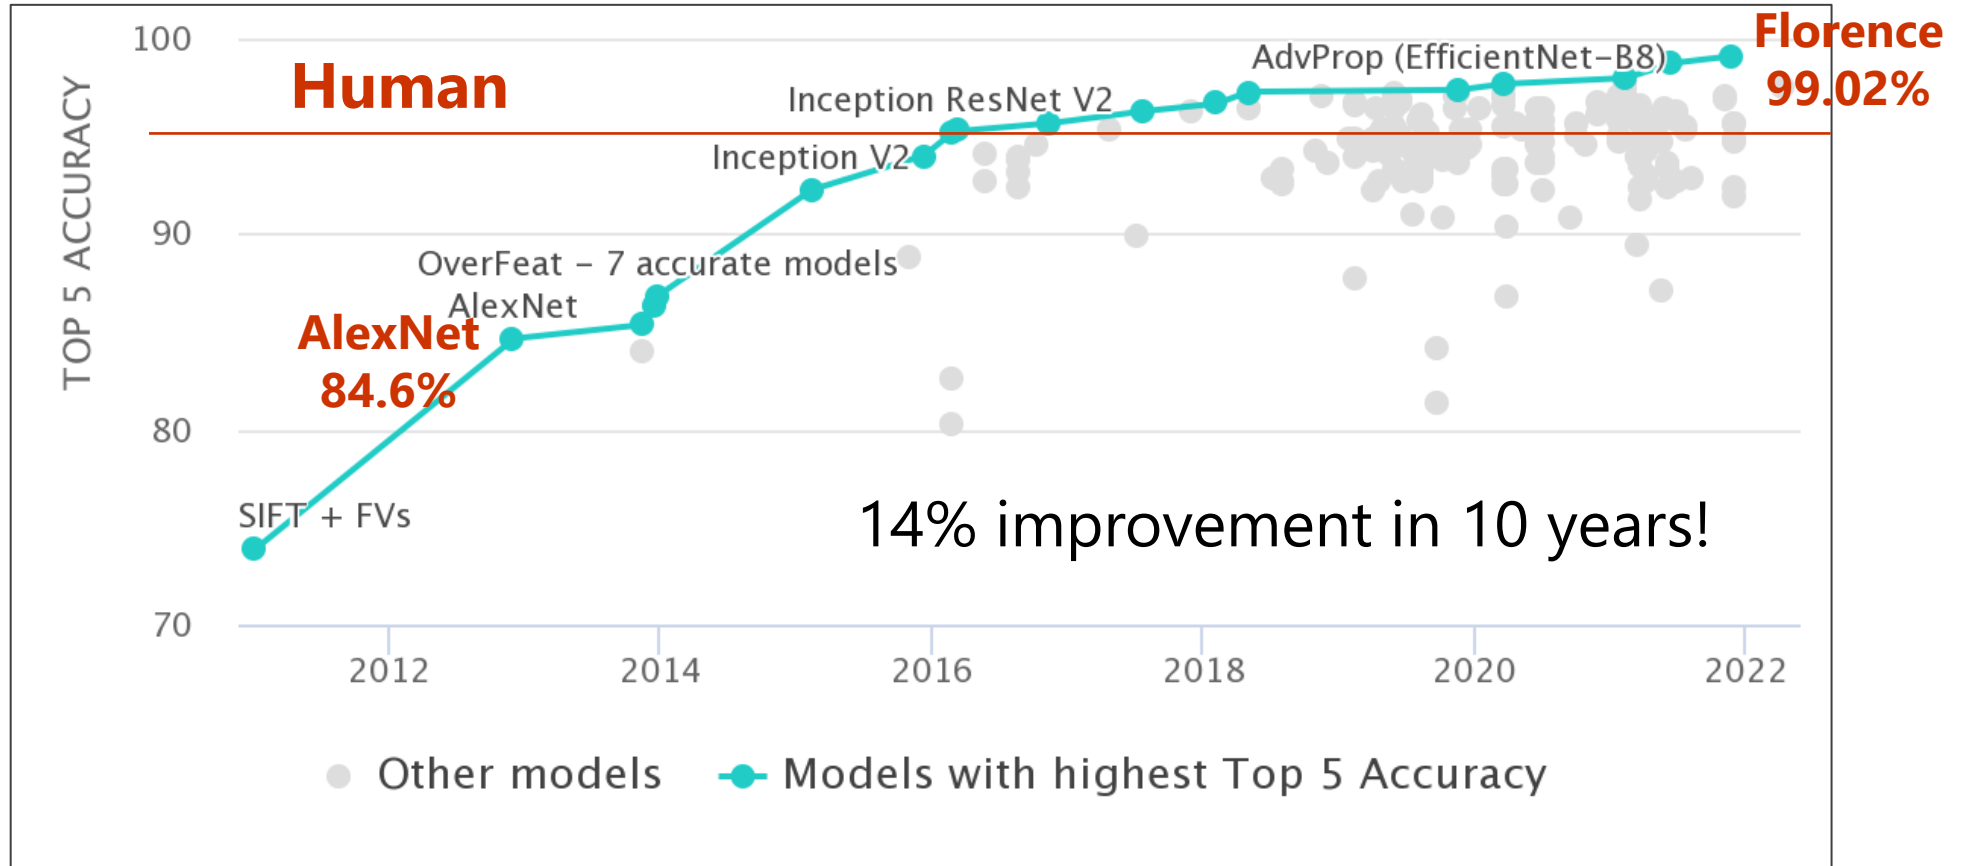 100
90
80
70
TOP 5 ACCURACY
Human
Florence
99.02%
AdvProp (EfficientNet-B8)
Inception ResNet V2
Inception V2
OverFeat - 7 accurate models
AlexNet
AlexNet
84.6%
SIFT + FVs
14% improvement in 10 years!
2012 2014 2016 2018 2020 2022
Other models Models with highest Top 5 Accuracy